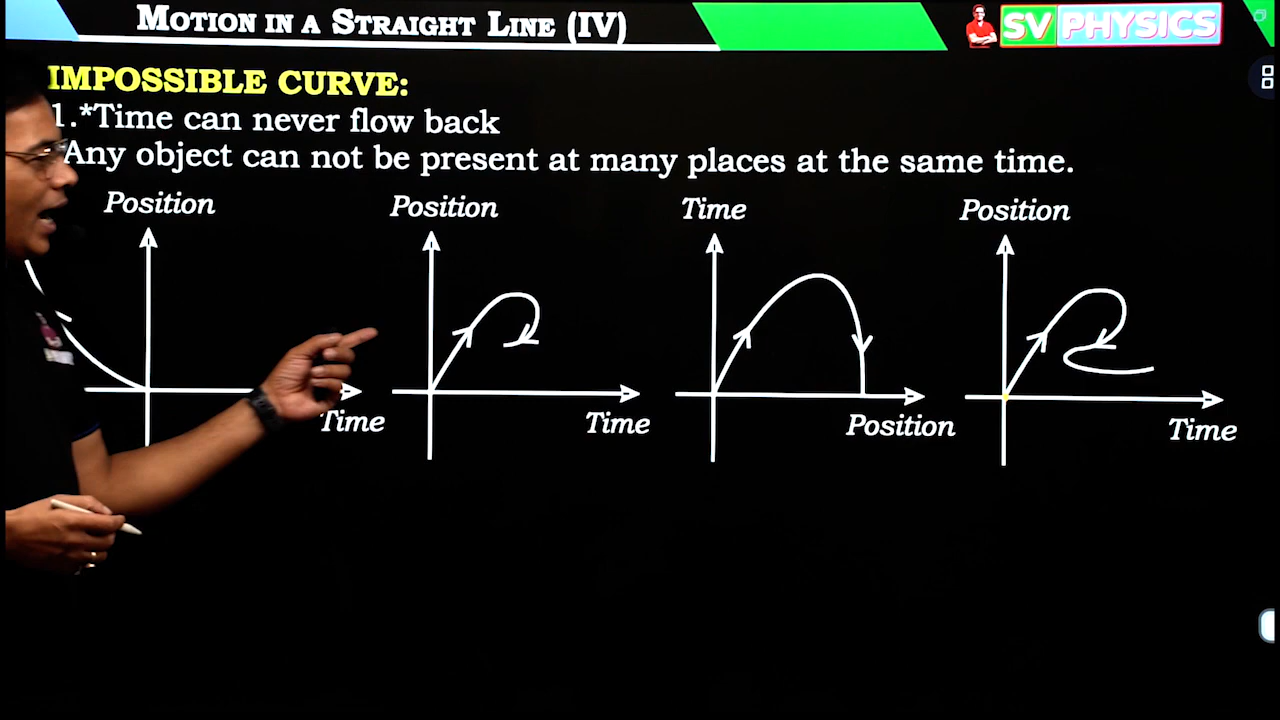 MOTION IN A STRAIGHT LINE (IV)
SV PHYSICS
IMPOSSIBLE CURVE:
1.*Time can never flow back
Any object can not be present at many places at the same time.
Position
Position
Time
Position
Time
Time
Position
Time